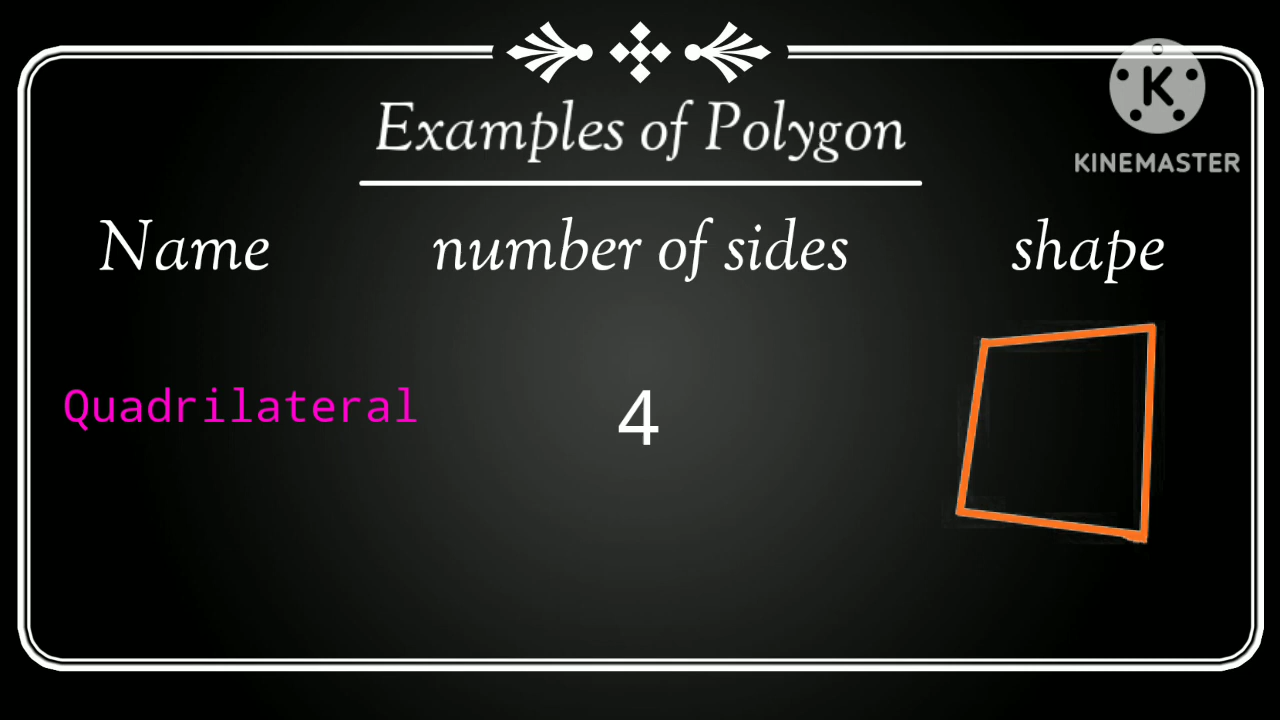 Examples of Polygon
K
KINEMASTER
Name number of sides shape
Quadrilateral 4